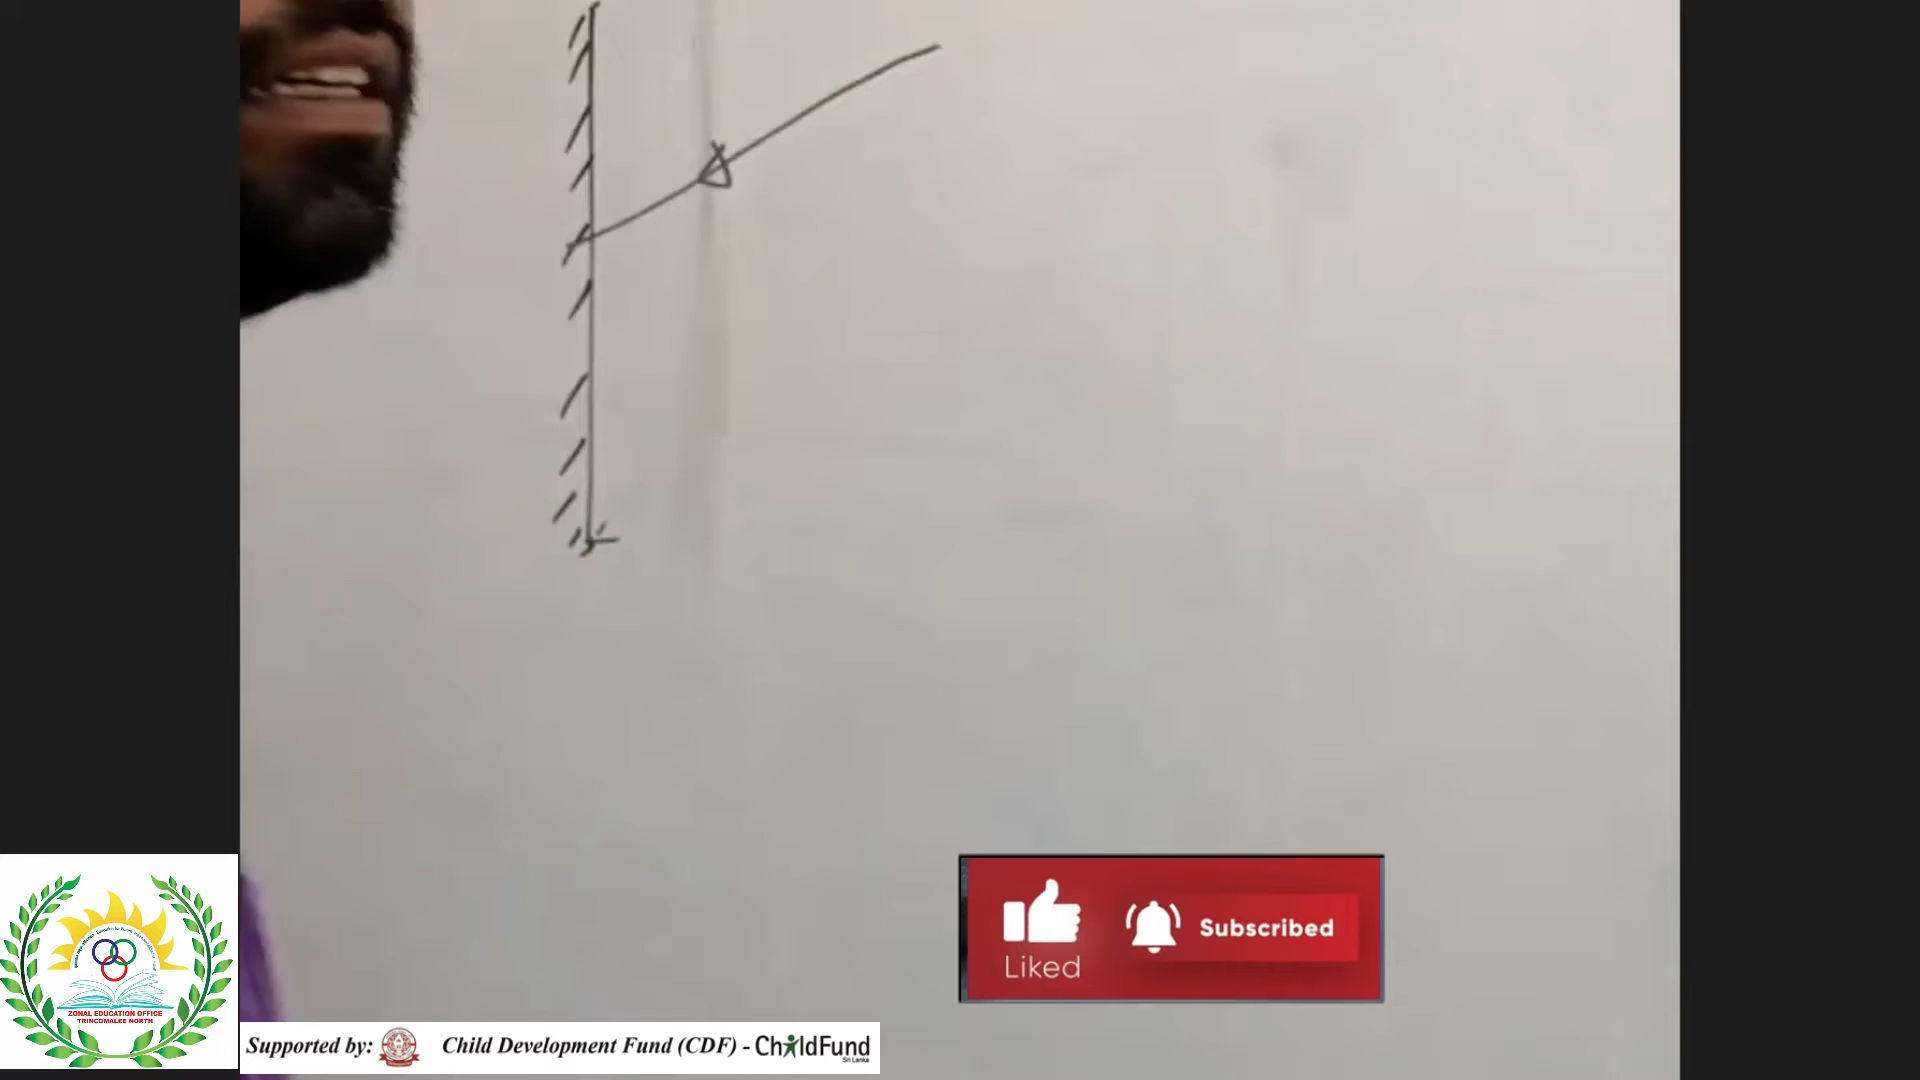 Liked
Subscribed
ZONAL EDUCATION OFFICE
TRINCOMALEE NORTH
Supported by: Child Development Fund (CDF) - ChildFund
Sri Lanka